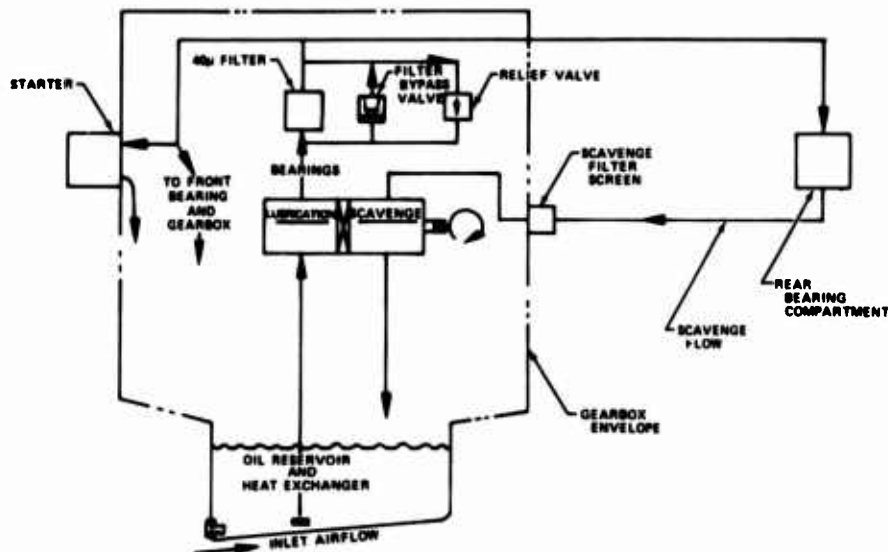 40μ FILTER
FILTER
BYPASS
VALVE
RELIEF VALVE
STARTER
SCAVENGE
FILTER
SCREEN
BEARINGS
TO FRONT
BEARING
AND
GEARBOX
LUBRICATION
SCAVENGE
REAR
BEARING
COMPARTMENT
SCAVENGE
FLOW
GEARBOX
ENVELOPE
OIL RESERVOIR
AND
HEAT EXCHANGER
INLET AIRFLOW